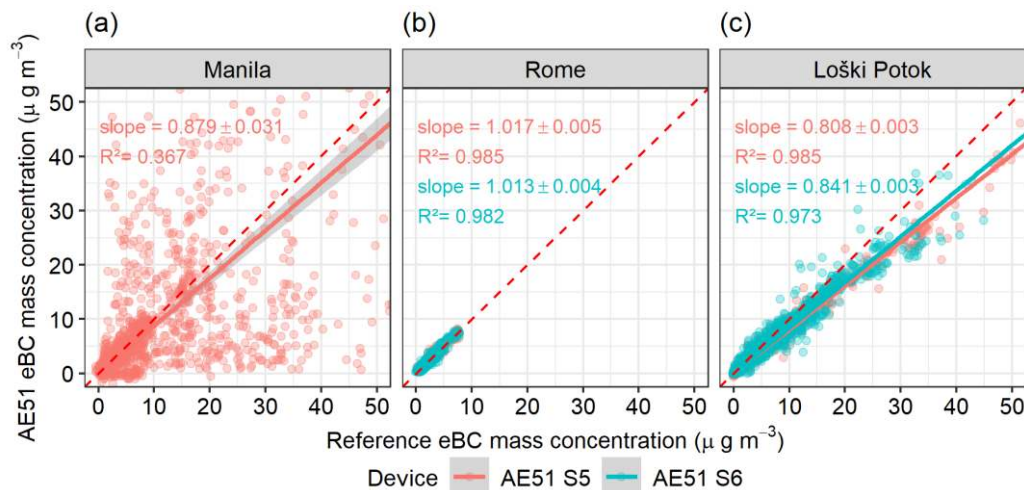 (a)
(b)
(c)
Manila
Rome
Loški Potok
AE51 eBC mass concentration (μ g m⁻³)
50
40
30
20
10
0
slope = 0.879 ± 0.031
R²= 0.367
slope = 1.017 ± 0.005
R²= 0.985
slope = 1.013 ± 0.004
R²= 0.982
slope = 0.808 ± 0.003
R²= 0.985
slope = 0.841 ± 0.003
R²= 0.973
0 10 20 30 40 50
0 10 20 30 40 50
0 10 20 30 40 50
Reference eBC mass concentration (μ g m⁻³)
Device AE51 S5 AE51 S6